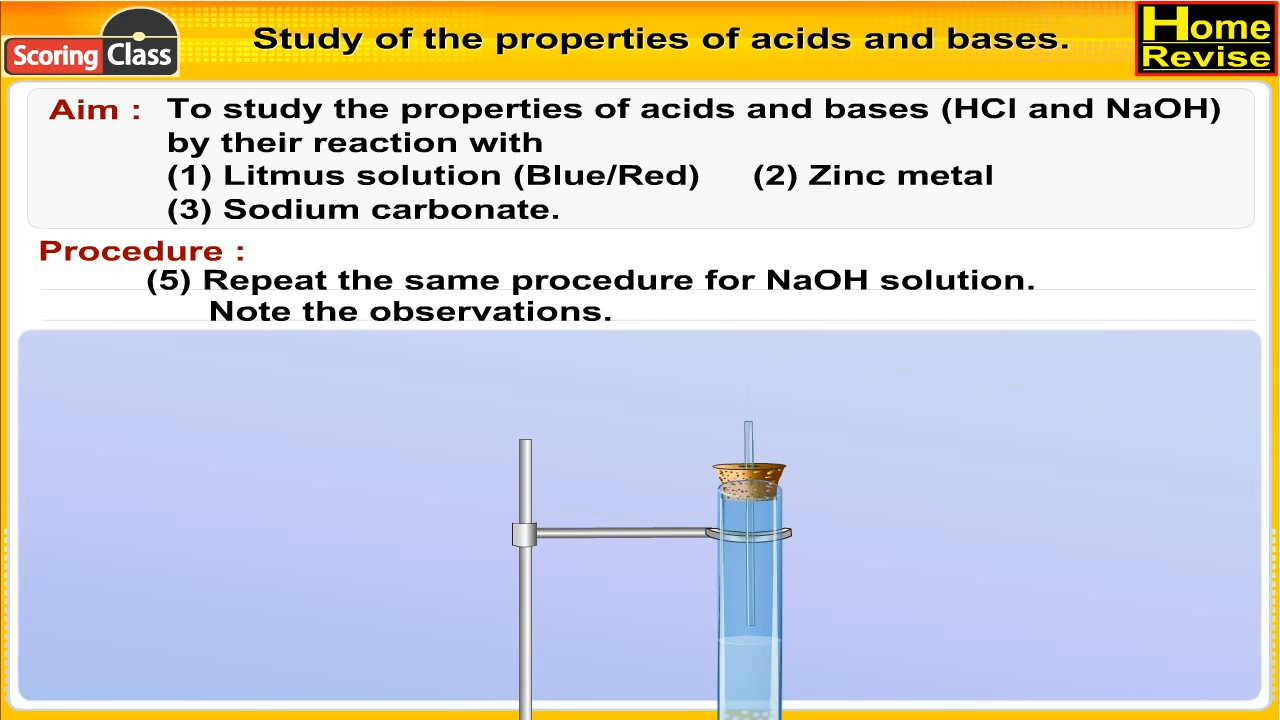 Scoring Class
Study of the properties of acids and bases.
Home
Revise
Aim : To study the properties of acids and bases (HCl and NaOH)
by their reaction with
(1) Litmus solution (Blue/Red) (2) Zinc metal
(3) Sodium carbonate.
Procedure :
(5) Repeat the same procedure for NaOH solution.
Note the observations.